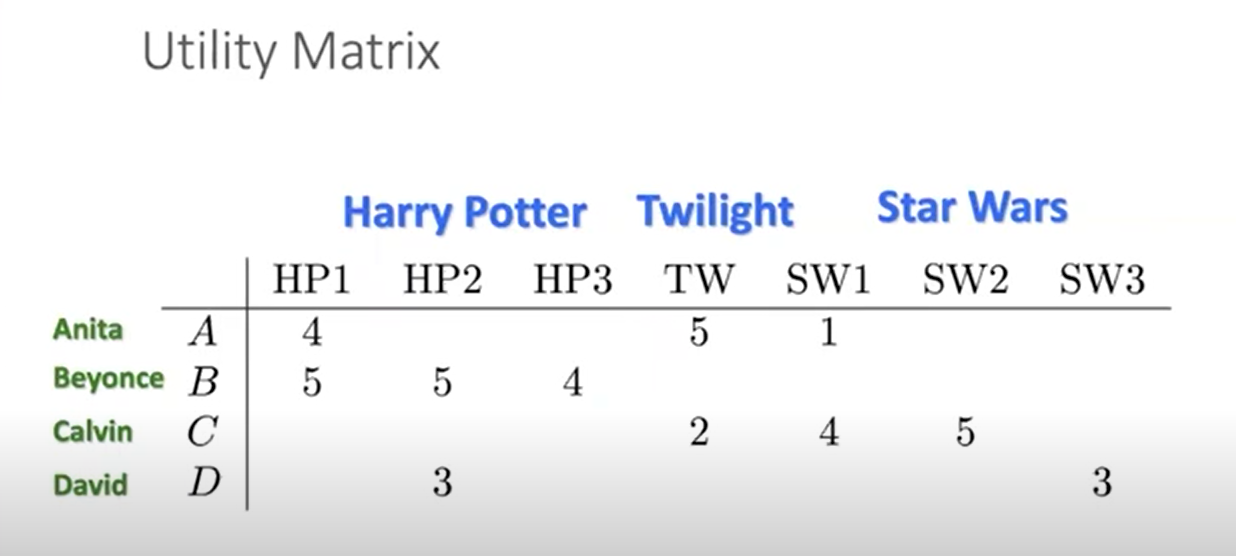 Utility Matrix
Harry Potter Twilight Star Wars
HP1 HP2 HP3 TW SW1 SW2 SW3
Anita A 4 5 1
Beyonce B 5 5 4
Calvin C 2 4 5
David D 3 3